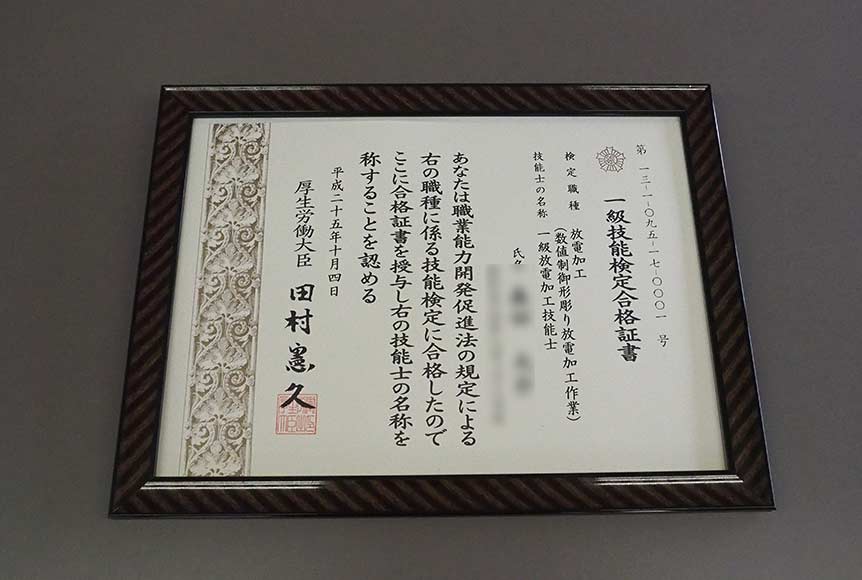 第 一三-一-〇九五-一七-〇〇〇一 号
一級技能検定合格証書
検定職種 放電加工
(数値制御形彫り放電加工作業)
技能士の名称 一級放電加工技能士
氏名
あなたは職業能力開発促進法の規定による
右の職種に係る技能検定に合格したので
ここに合格証書を授与し右の技能士の名称を
称することを認める
平成二十五年十月四日
厚生労働大臣 田村憲久